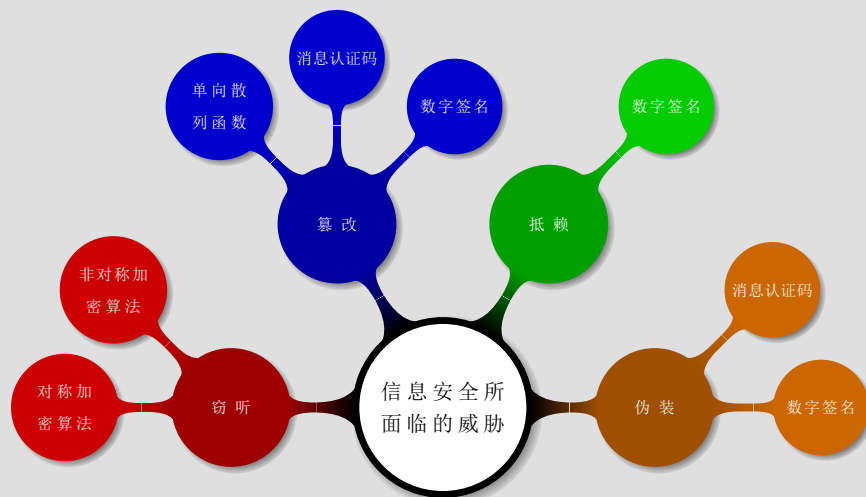 消息认证码
单向散
列函数
数字签名
数字签名
篡改
抵赖
非对称加
密算法
消息认证码
对称加
密算法
窃听
信息安全所
面临的威胁
伪装
数字签名